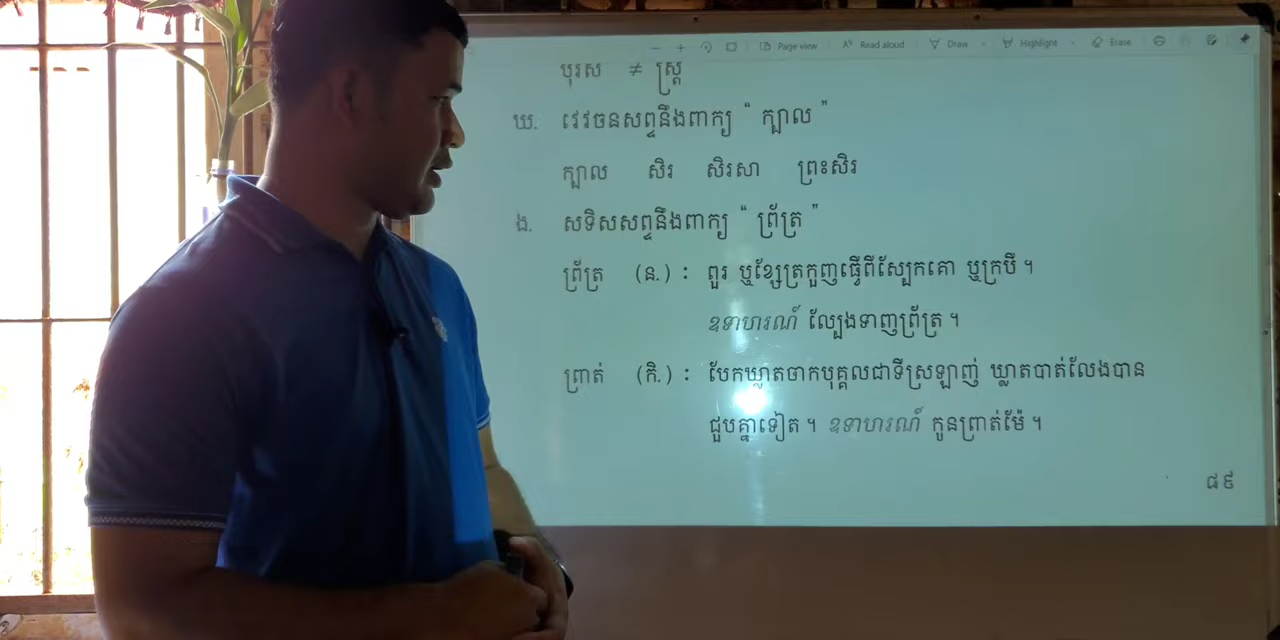 Page view Read aloud Draw Highlight Erase
បុរស ≠ ស្ត្រី
ឃ. វេវចនសព្ទនឹងពាក្យ “ ក្បាល ”
ក្បាល សិរ សិរសា ព្រះសិរ
ង. សទិសសព្ទនឹងពាក្យ “ ព្រ័ត្រ ”
ព្រ័ត្រ (ន.) : ពួរ ឬខ្សែត្រកួញធ្វើពីស្បែកគោ ឬក្របី ។
ឧទាហរណ៍ ល្បែងទាញព្រ័ត្រ ។
ព្រាត់ (កិ.) : បែកឃ្លាតចាកបុគ្គលជាទីស្រឡាញ់ ឃ្លាតបាត់លែងបាន
ជួបគ្នាទៀត ។ ឧទាហរណ៍ កូនព្រាត់ម៉ែ ។
៨៩